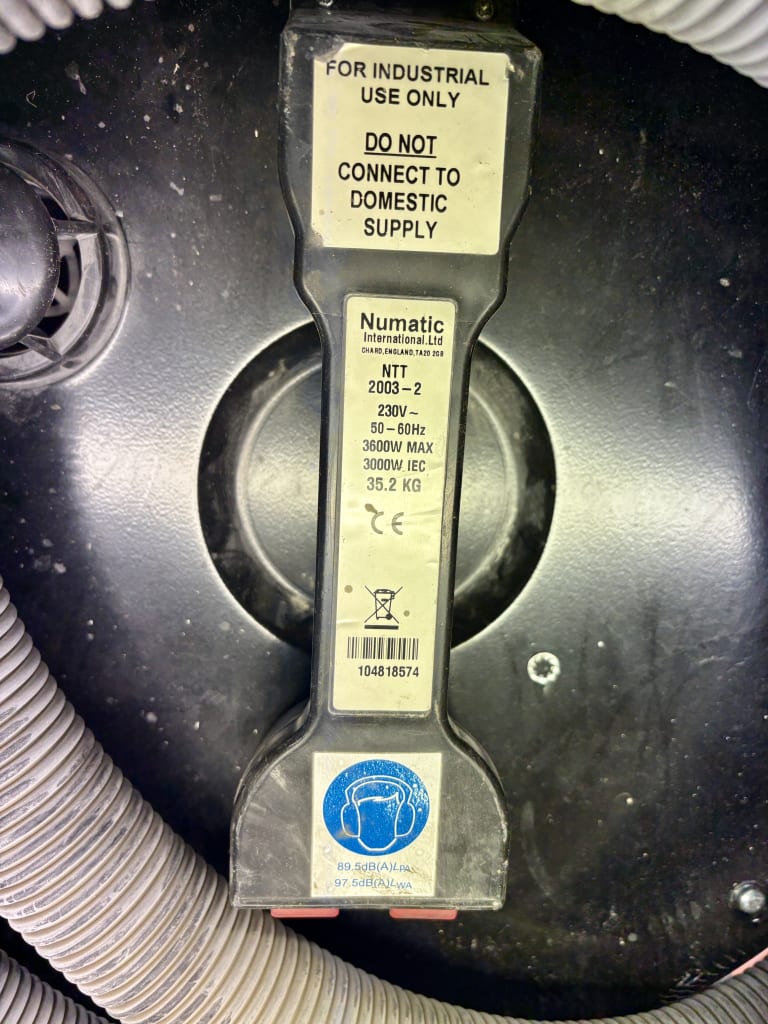 FOR INDUSTRIAL
USE ONLY
DO NOT
CONNECT TO
DOMESTIC
SUPPLY
Numatic
International.Ltd
CHARD,ENGLAND,TA20 2GB
NTT
2003-2
230V~
50-60Hz
3600W MAX
3000W IEC
35.2 KG
CE
104818574
89.5dB(A)LPA
97.5dB(A)LWA